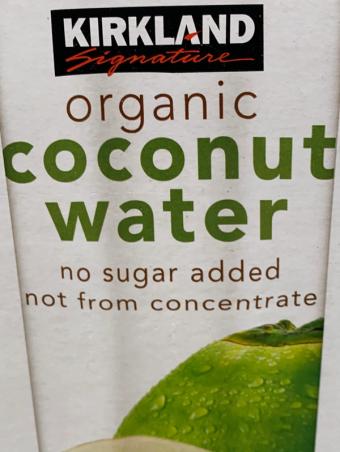 KIRKLAND
Signature
organic
coconut
water
no sugar added
not from concentrate